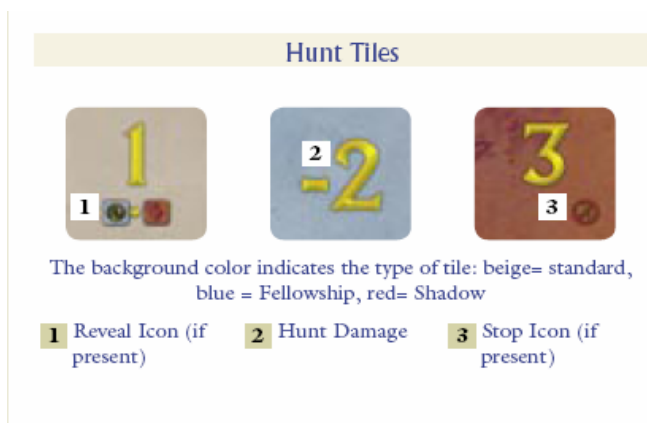 Hunt Tiles
1
-2
3
1
2
3
The background color indicates the type of tile: beige= standard,
blue = Fellowship, red= Shadow
1 Reveal Icon (if
present)
2 Hunt Damage
3 Stop Icon (if
present)